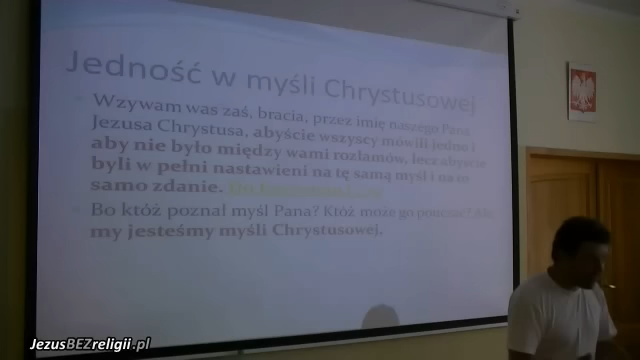 Jedność w myśli Chrystusowej
Wzywam was zaś, bracia, przez imię naszego Pana
Jezusa Chrystusa, abyście wszyscy mówili jedno i
aby nie było między wami rozłamów, lecz abyście
byli w pełni nastawieni na tę samą myśl i na to
samo zdanie.
Bo któż poznał myśl Pana? Któż może go pouczać? Ale
my jesteśmy myśli Chrystusowej.
JezusBEZreligii.pl